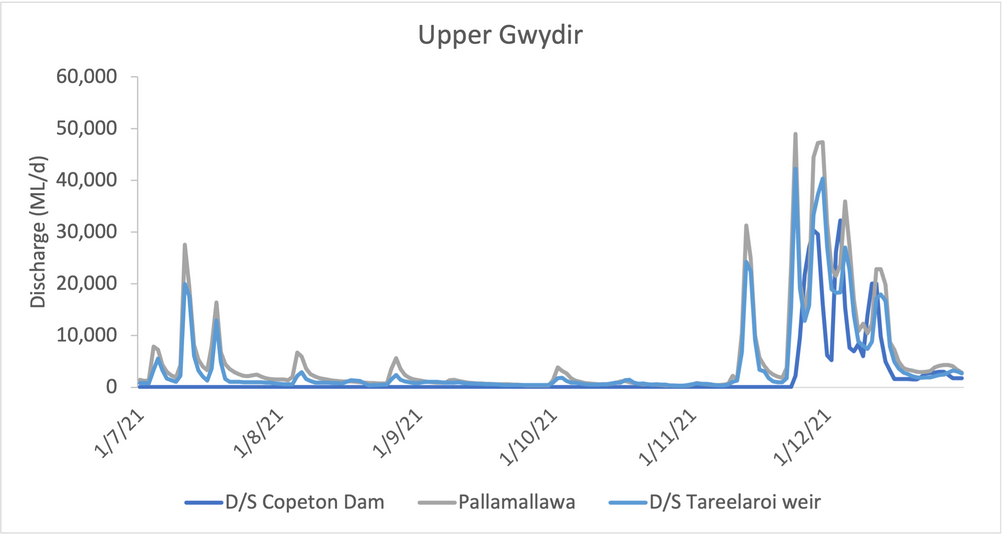 Upper Gwydir
Discharge (ML/d)
60,000
50,000
40,000
30,000
20,000
10,000
0
1/7/21
1/8/21
1/9/21
1/10/21
1/11/21
1/12/21
D/S Copeton Dam
Pallamallawa
D/S Tareelaroi weir